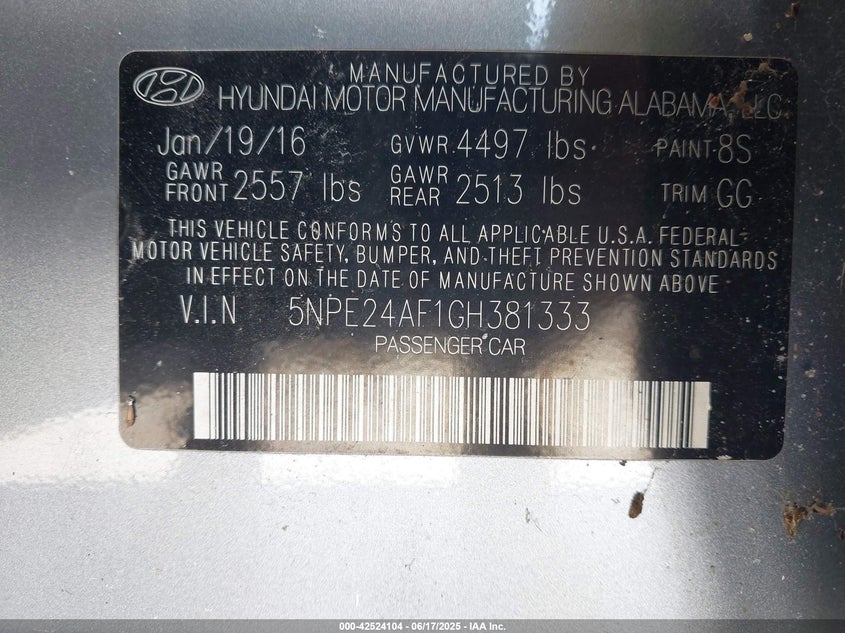 MANUFACTURED BY
HYUNDAI MOTOR MANUFACTURING ALABAMA, LLC
Jan/19/16 GVWR 4497 lbs PAINT 8S
GAWR FRONT 2557 lbs GAWR REAR 2513 lbs TRIM GG
THIS VEHICLE CONFORMS TO ALL APPLICABLE U.S.A. FEDERAL
MOTOR VEHICLE SAFETY, BUMPER, AND THEFT PREVENTION STANDARDS
IN EFFECT ON THE DATE OF MANUFACTURE SHOWN ABOVE
V.I.N 5NPE24AF1GH381333
PASSENGER CAR
000-42524104 - 06/17/2025 - IAA Inc.